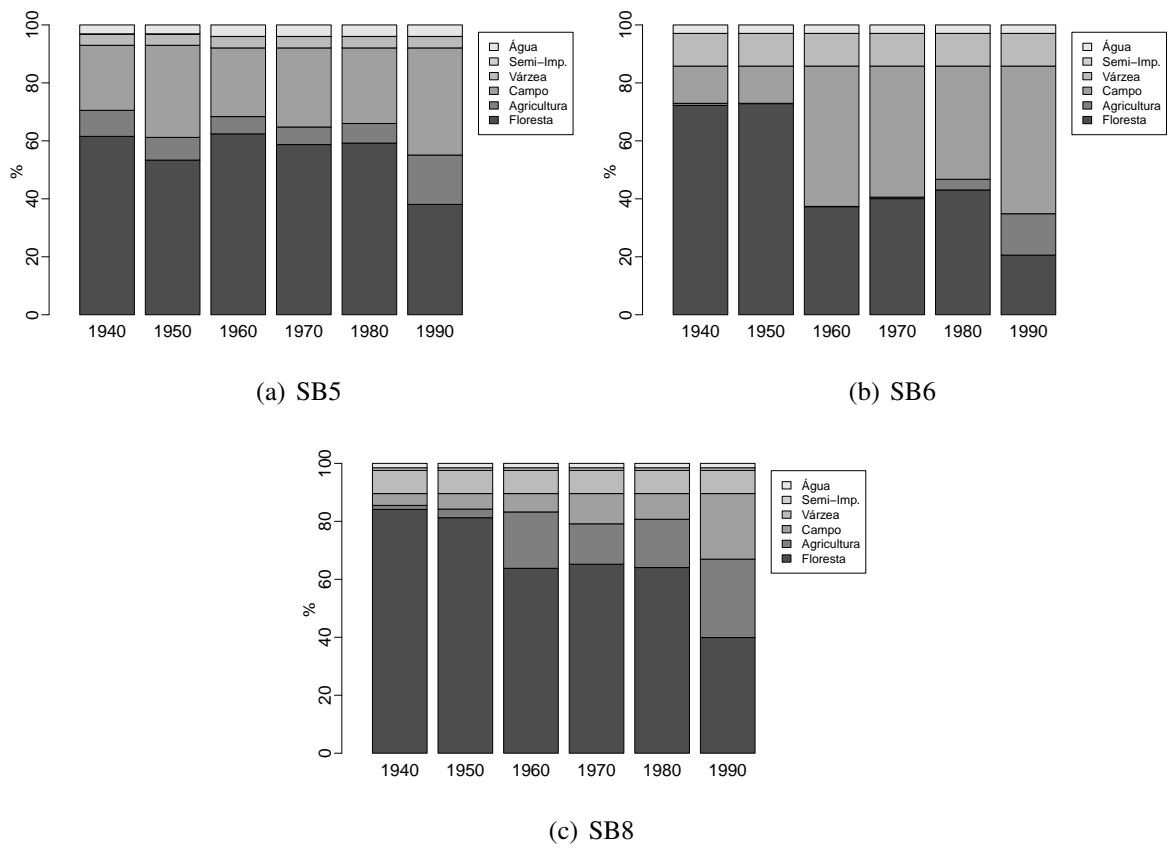 100
80
60
40
20
0
%
1940 1950 1960 1970 1980 1990
Água
Semi−Imp.
Várzea
Campo
Agricultura
Floresta
(a) SB5
100
80
60
40
20
0
%
1940 1950 1960 1970 1980 1990
Água
Semi−Imp.
Várzea
Campo
Agricultura
Floresta
(b) SB6
100
80
60
40
20
0
%
1940 1950 1960 1970 1980 1990
Água
Semi−Imp.
Várzea
Campo
Agricultura
Floresta
(c) SB8